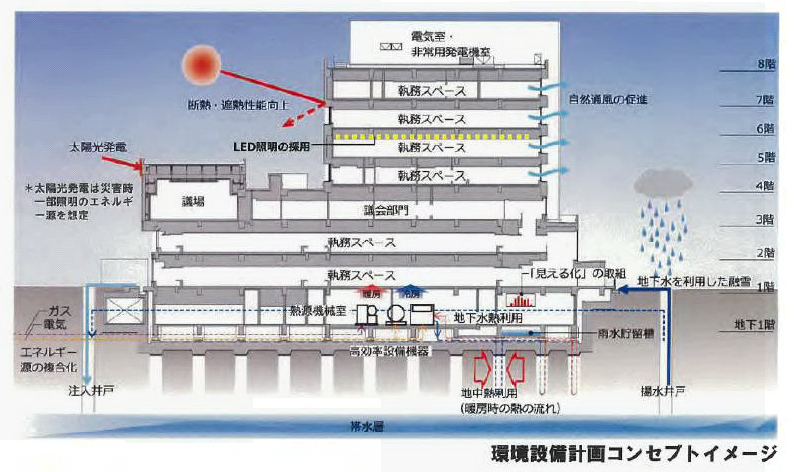 電気室・
非常用発電機室
8階
執務スペース
断熱・遮熱性能向上
自然通風の促進
7階
執務スペース
6階
太陽光発電
LED照明の採用
執務スペース
5階
執務スペース
4階
＊太陽光発電は災害時
一部照明のエネルギ
ー源を想定
議場
議会部門
3階
執務スペース
2階
執務スペース
「見える化」の取組
地下水を利用した融雪
1階
暖房
冷房
ガス
電気
熱源機械室
地下水熱利用
雨水貯留槽
地下1階
エネルギー
源の複合化
高効率設備機器
注入井戸
地中熱利用
(暖房時の熱の流れ)
揚水井戸
帯水層
環境設備計画コンセプトイメージ